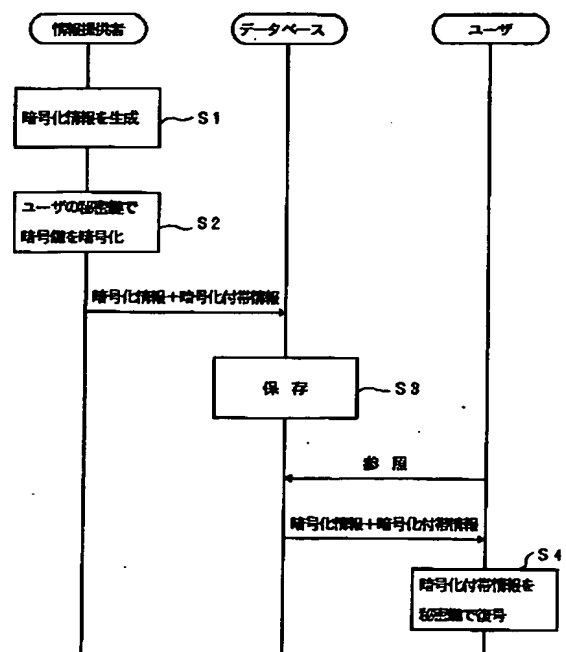 情報提供者
データベース
ユーザ
暗号化情報を生成
S1
ユーザの秘密鍵で
暗号鍵を暗号化
S2
暗号化情報+暗号化付帯情報
保存
S3
参照
暗号化情報+暗号化付帯情報
S4
暗号化付帯情報を
秘密鍵で復号